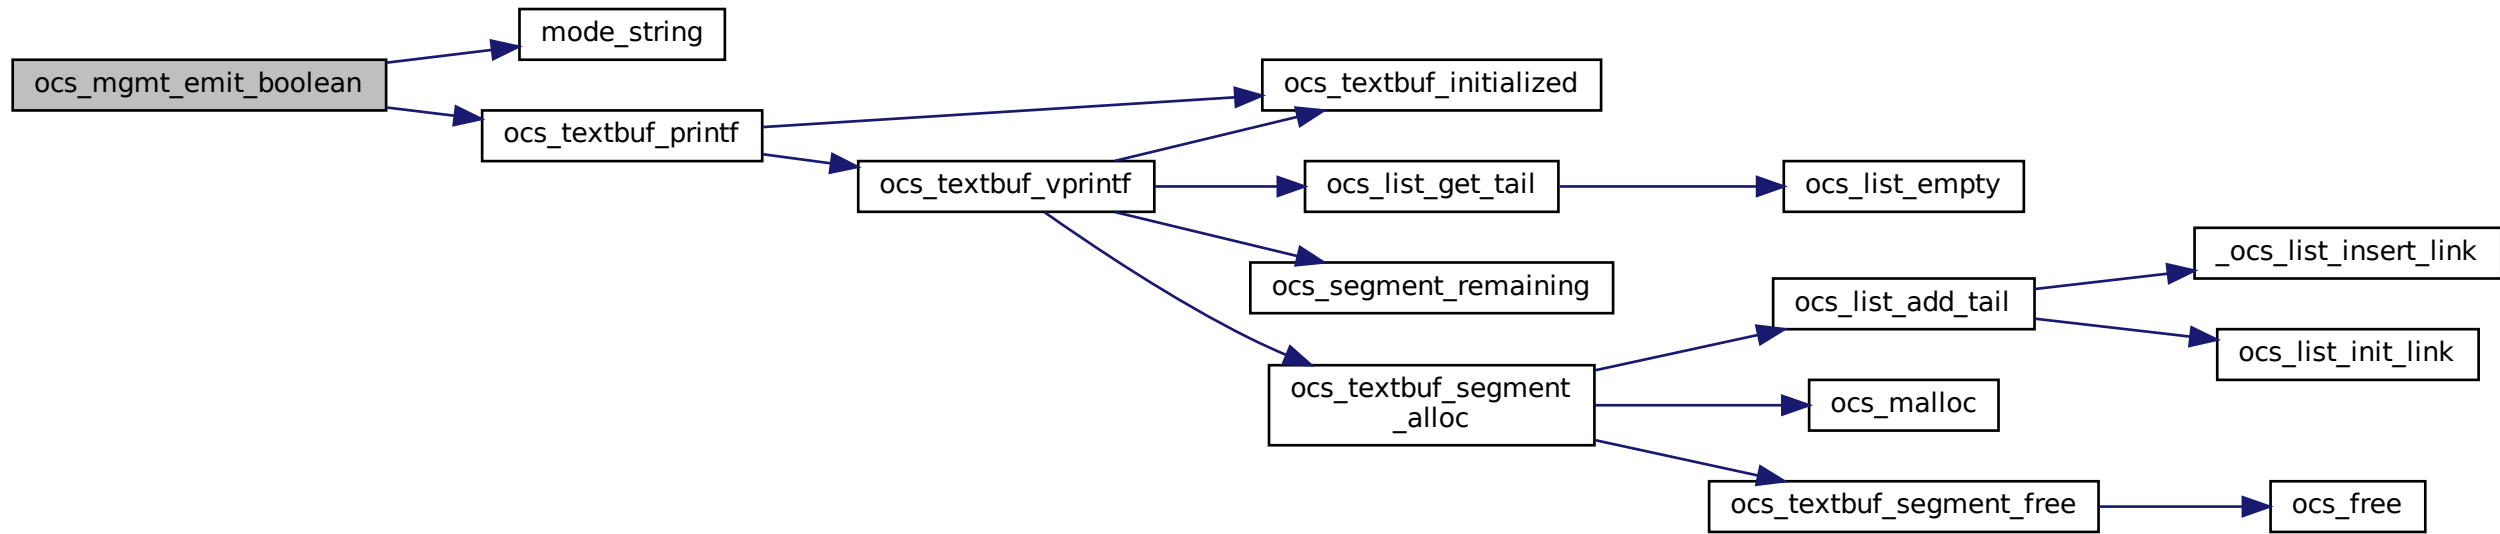 ocs_mgmt_emit_boolean
mode_string
ocs_textbuf_printf
ocs_textbuf_initialized
ocs_textbuf_vprintf
ocs_list_get_tail
ocs_list_empty
ocs_segment_remaining
ocs_textbuf_segment
_alloc
ocs_list_add_tail
_ocs_list_insert_link
ocs_list_init_link
ocs_malloc
ocs_textbuf_segment_free
ocs_free